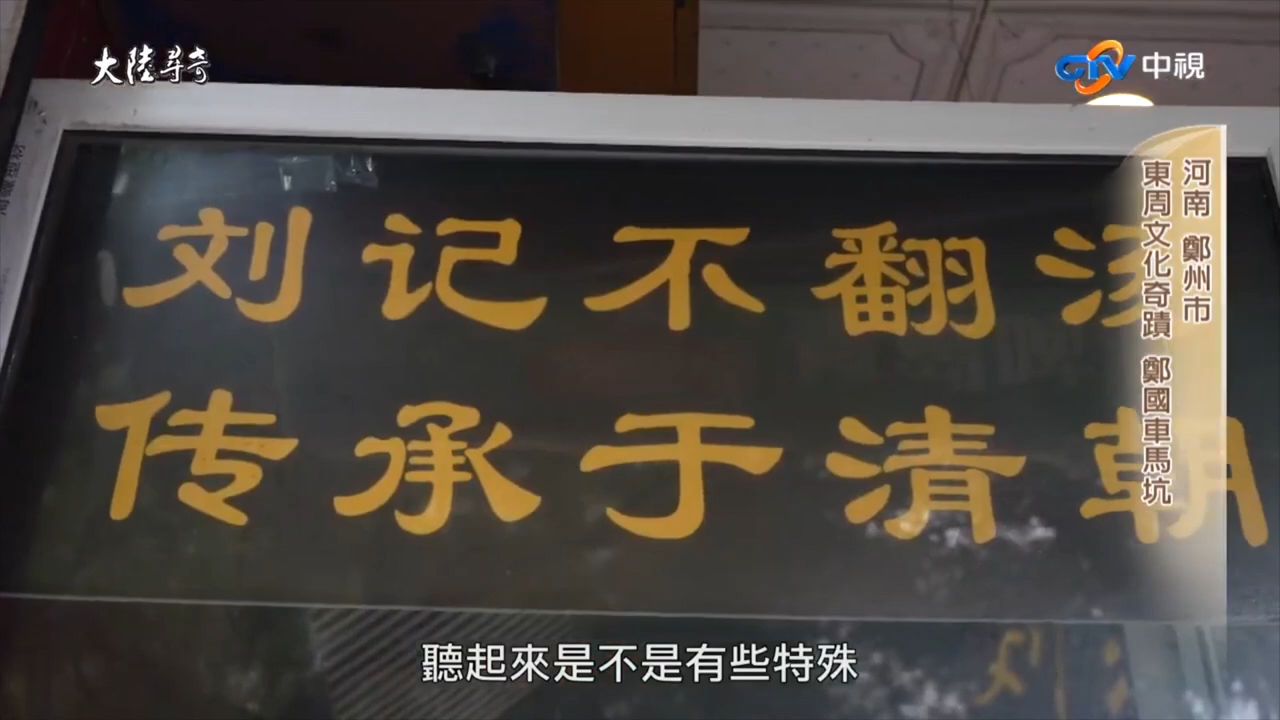 大陸尋奇
CTV 中視
河南 鄭州市
東周文化奇蹟 鄭國車馬坑
刘记不翻
传承于清朝
聽起來是不是有些特殊